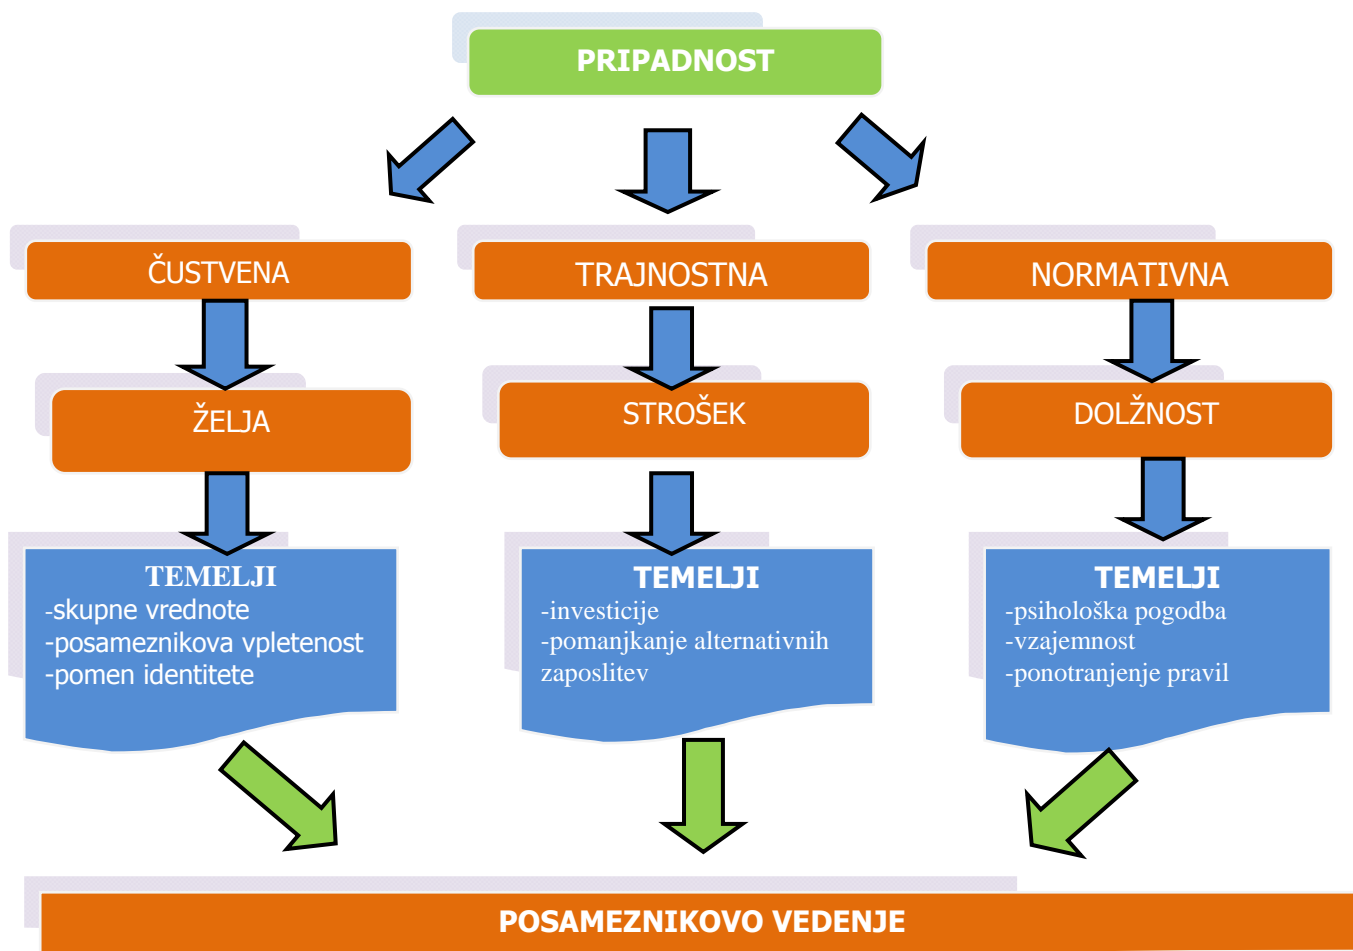 PRIPADNOST
ČUSTVENA
TRAJNOSTNA
NORMATIVNA
ŽELJA
STROŠEK
DOLŽNOST
TEMELJI
-skupne vrednote
-posameznikova vpletenost
-pomen identitete
TEMELJI
-investicije
-pomanjkanje alternativnih
zaposlitev
TEMELJI
-psihološka pogodba
-vzajemnost
-ponotranjenje pravil
POSAMEZNIKOVO VEDENJE